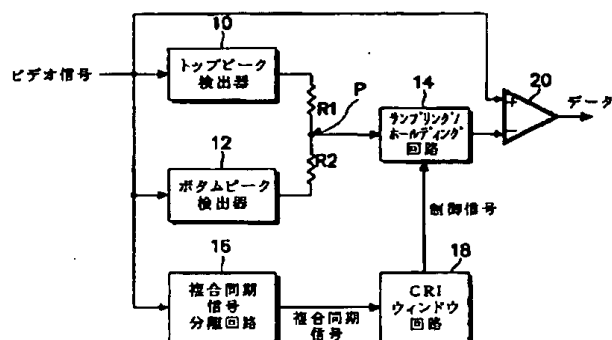 10
トップピーク
検出器
ビデオ信号
R1
P
14
サンプリング/
ホールディング
回路
20
+
−
データ
12
ボタムピーク
検出器
R2
制御信号
16
複合同期
信号
分離回路
複合同期
信号
18
CRI
ウィンドウ
回路